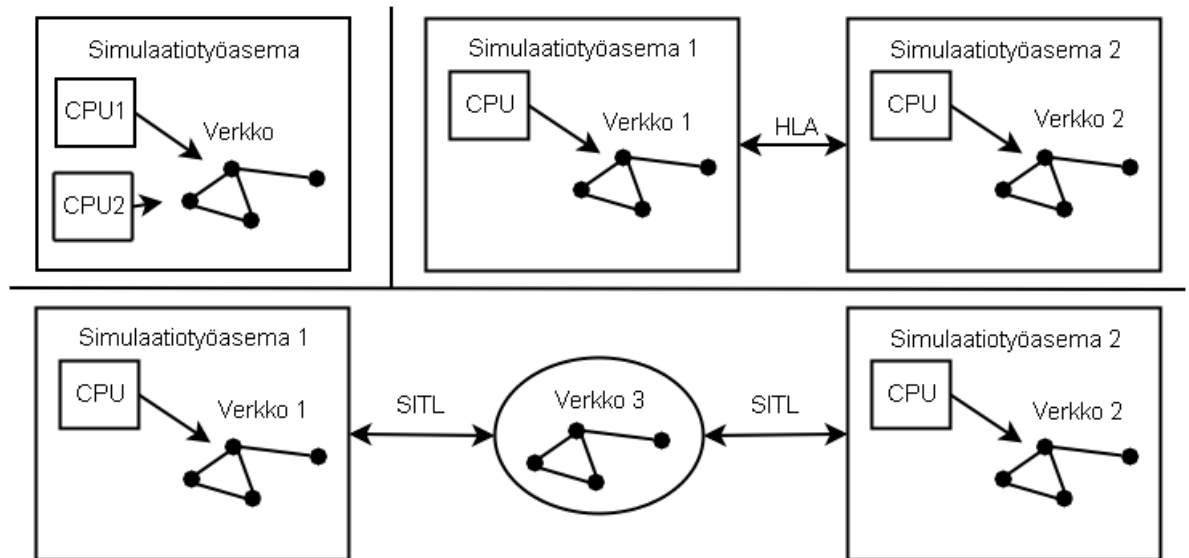 Simulaatiotyöasema
CPU1
Verkko
CPU2
Simulaatiotyöasema 1
CPU
Verkko 1
HLA
Simulaatiotyöasema 2
CPU
Verkko 2
Simulaatiotyöasema 1
CPU
Verkko 1
SITL
Verkko 3
SITL
Simulaatiotyöasema 2
CPU
Verkko 2